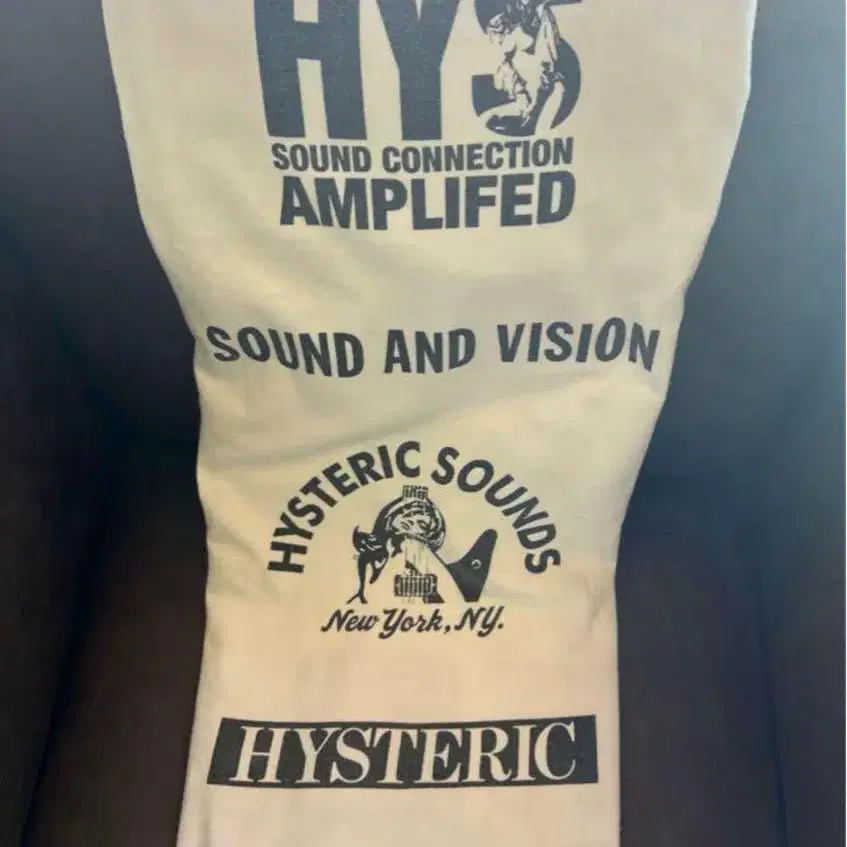 HYS
SOUND CONNECTION
AMPLIFED
SOUND AND VISION
HYSTERIC SOUNDS
New York, NY.
HYSTERIC